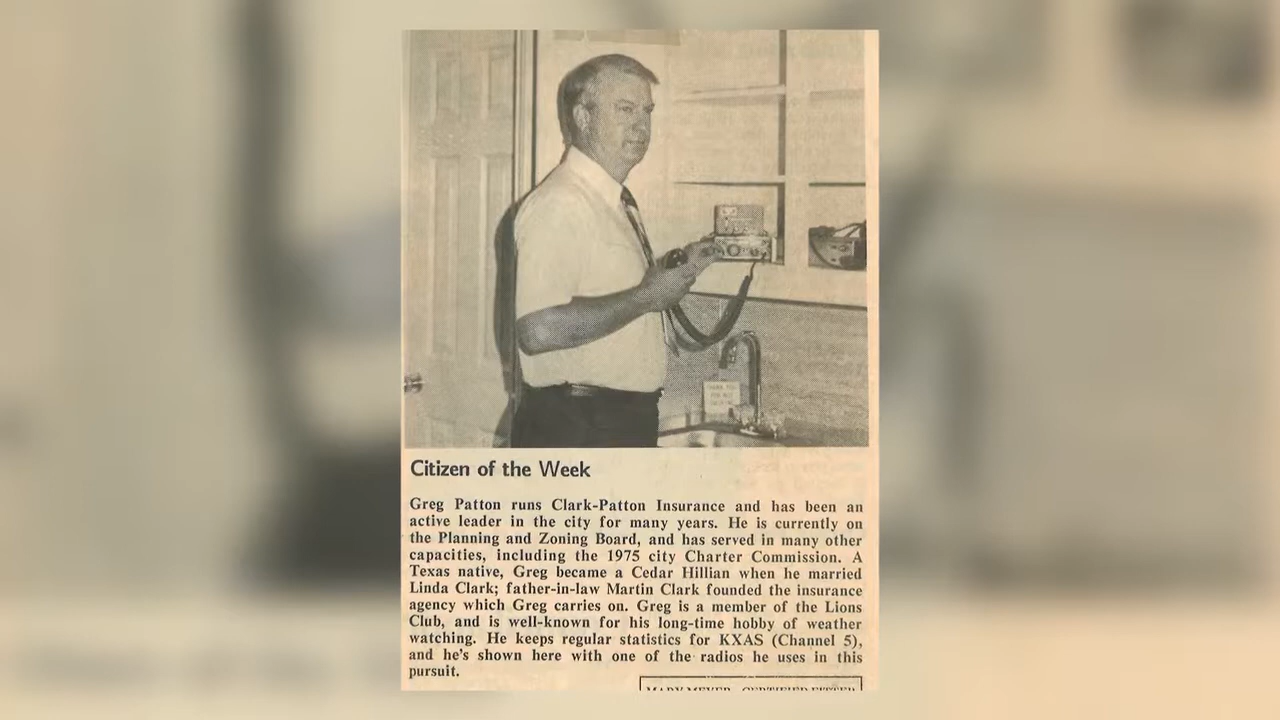 Citizen of the Week
Greg Patton runs Clark-Patton Insurance and has been an
active leader in the city for many years. He is currently on
the Planning and Zoning Board, and has served in many other
capacities, including the 1975 city Charter Commission. A
Texas native, Greg became a Cedar Hillian when he married
Linda Clark; father-in-law Martin Clark founded the insurance
agency which Greg carries on. Greg is a member of the Lions
Club, and is well-known for his long-time hobby of weather
watching. He keeps regular statistics for KXAS (Channel 5),
and he's shown here with one of the radios he uses in this
pursuit.